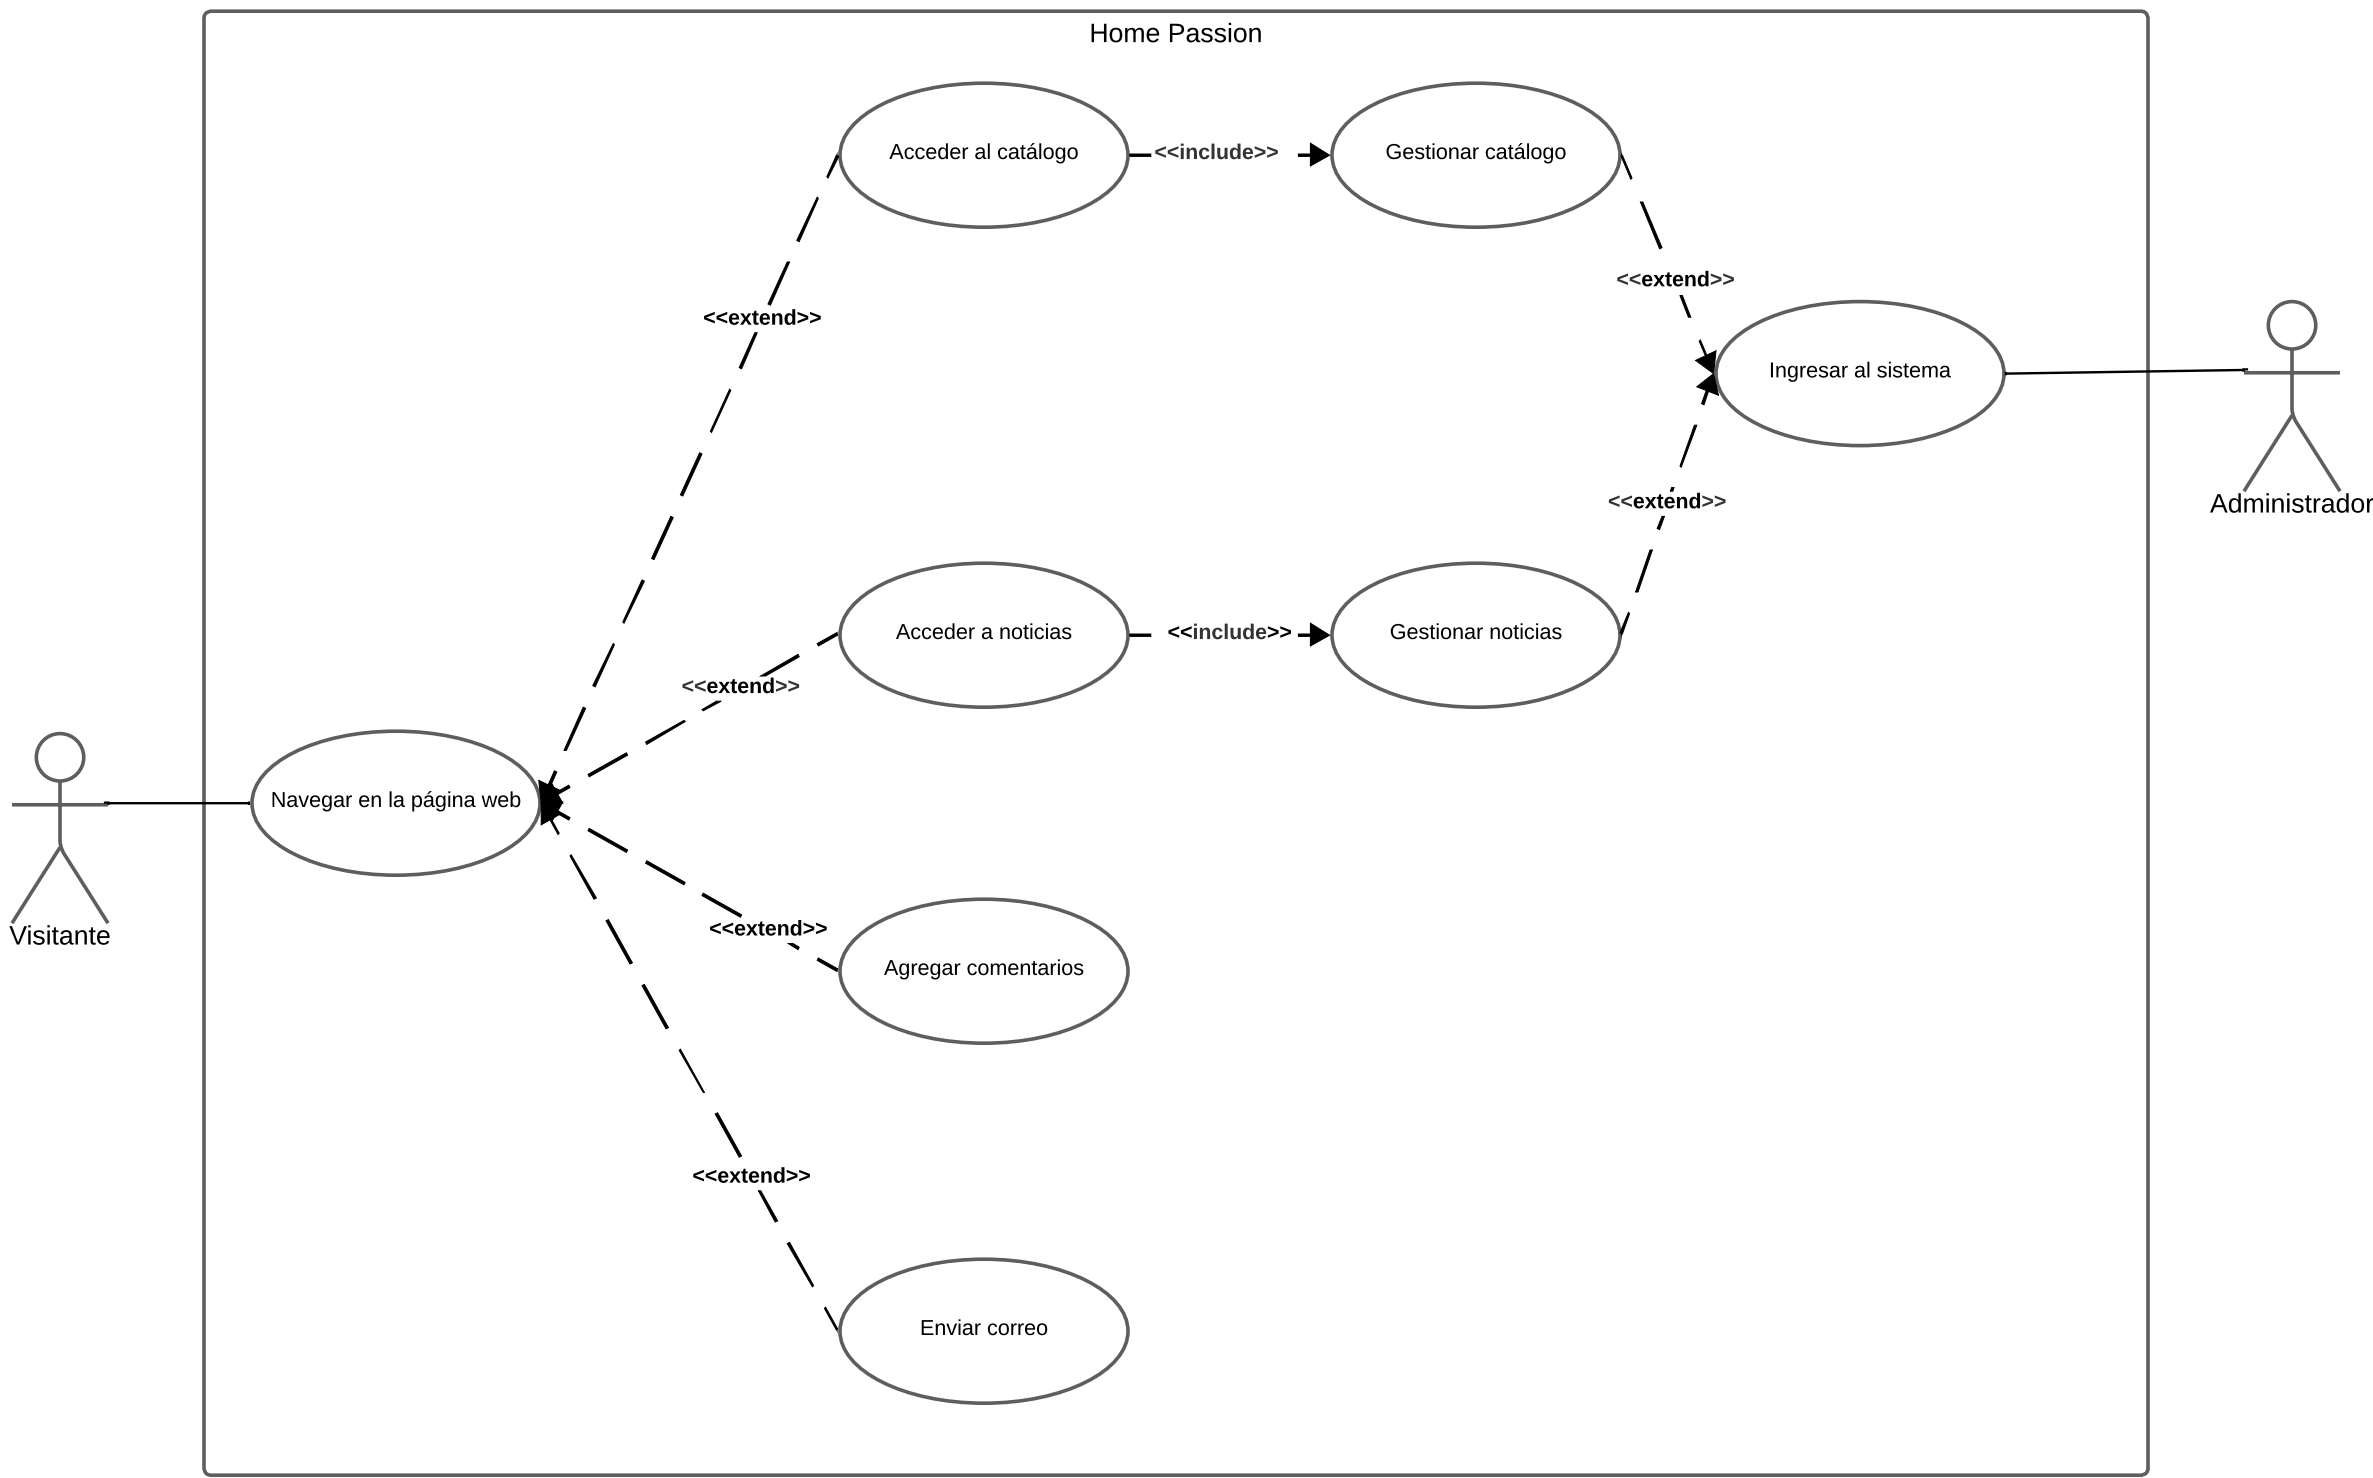 Home Passion
Acceder al catálogo
<<include>>
Gestionar catálogo
<<extend>>
<<extend>>
Ingresar al sistema
Administrador
<<extend>>
Acceder a noticias
<<include>>
Gestionar noticias
<<extend>>
Navegar en la página web
Visitante
<<extend>>
Agregar comentarios
<<extend>>
Enviar correo